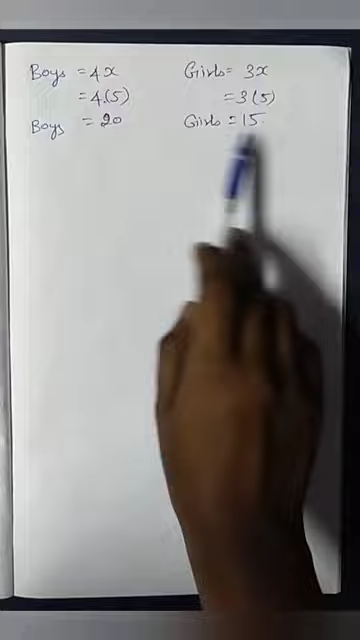 Boys = 4x Girls = 3x
= 4.(5) = 3(5)
Boys = 20 Girls = 15.